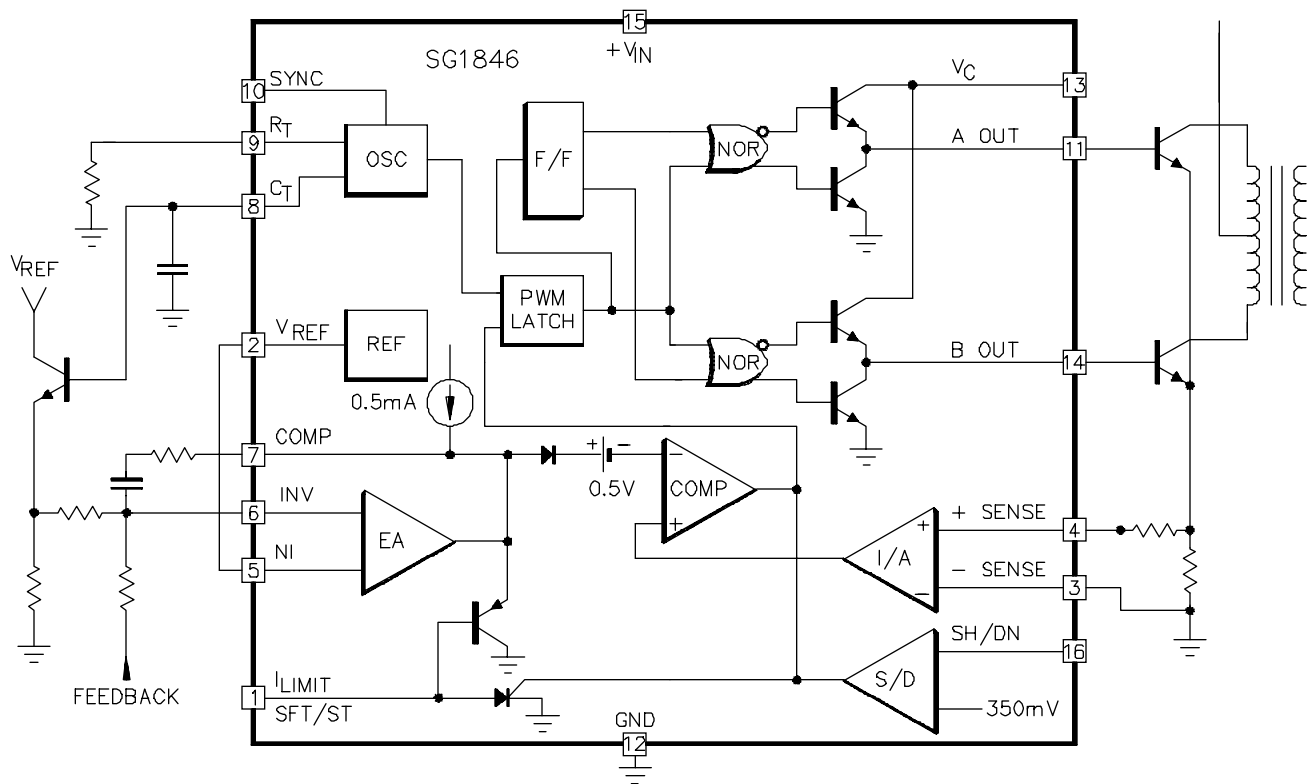 15
+VIN
SG1846
10
SYNC
VC
13
9
RT
OSC
F/F
NOR
A OUT
11
8
CT
VREF
PWM
LATCH
2
VREF
REF
NOR
B OUT
14
0.5mA
7
COMP
+ -
0.5V
-
COMP
+
6
INV
EA
5
NI
+
I/A
-
+ SENSE
4
- SENSE
3
SH/DN
16
S/D
350mV
FEEDBACK
1
ILIMIT
SFT/ST
GND
12